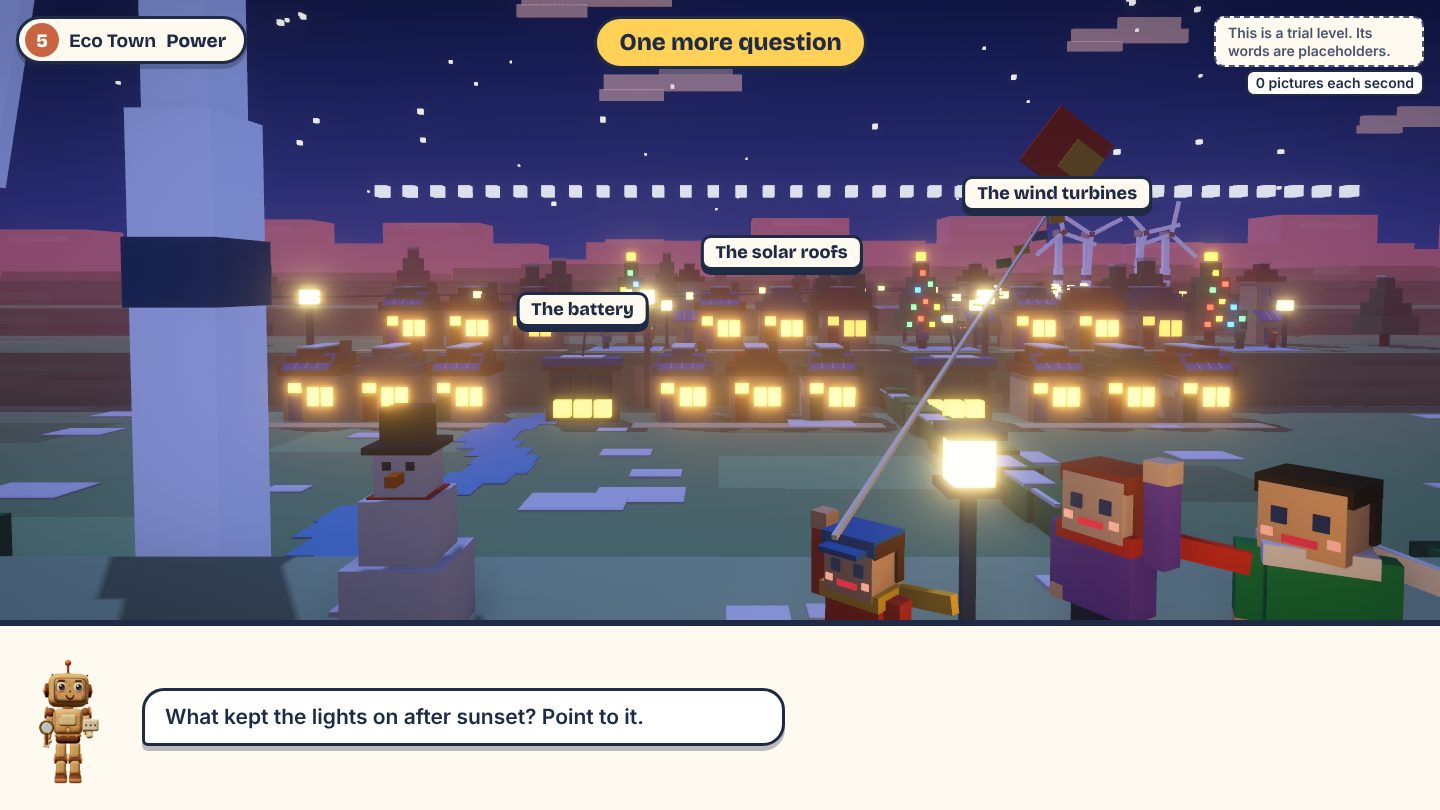 5 Eco Town Power
One more question
This is a trial level. Its
words are placeholders.
0 pictures each second
The wind turbines
The solar roofs
The battery
What kept the lights on after sunset? Point to it.